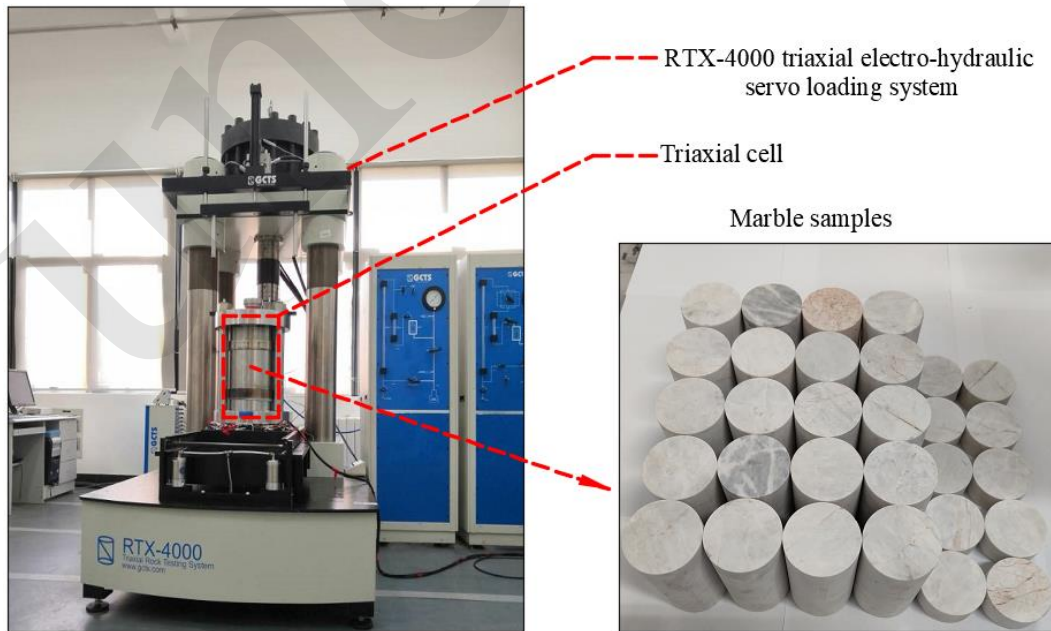 RTX-4000 triaxial electro-hydraulic
servo loading system
Triaxial cell
Marble samples
GCTS
GCTS
GCTS
GCTS
RTX-4000
Triaxial Rock Testing System
www.gcts.com